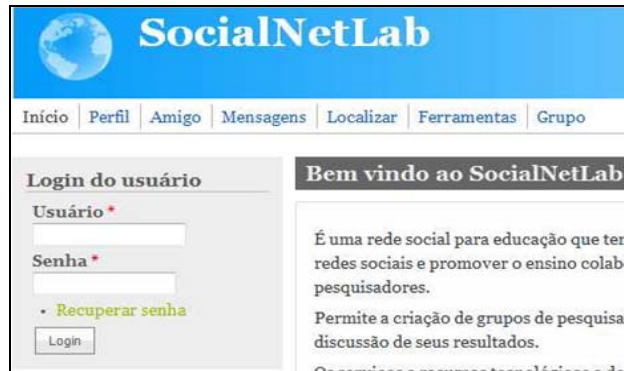 SocialNetLab
Início Perfil Amigo Mensagens Localizar Ferramentas Grupo
Login do usuário
Usuário *
Senha *
Recuperar senha
Login
Bem vindo ao SocialNetLab
É uma rede social para educação que
redes sociais e promover o ensino
pesquisadores.
Permite a criação de grupos de pesquisa
discussão de seus resultados.